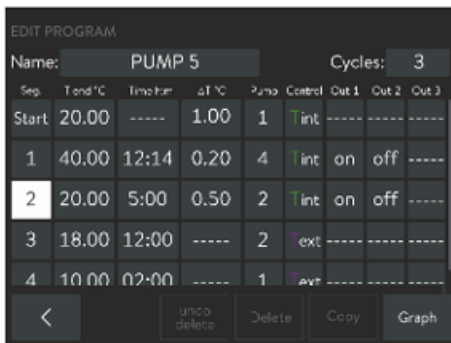 EDIT PROGRAM
Name: PUMP 5 Cycles: 3
Seg. T end °C Time h:m ΔT °C Pump Control Out 1 Out 2 Out 3
Start 20.00 ----- 1.00 1 Tint ----- ----- -----
1 40.00 12:14 0.20 4 Tint on off -----
2 20.00 5:00 0.50 2 Tint on off -----
3 18.00 12:00 ----- 2 Text ----- ----- -----
4 10.00 02:00 ----- 1 Text ----- ----- -----
< undo delete Delete Copy Graph